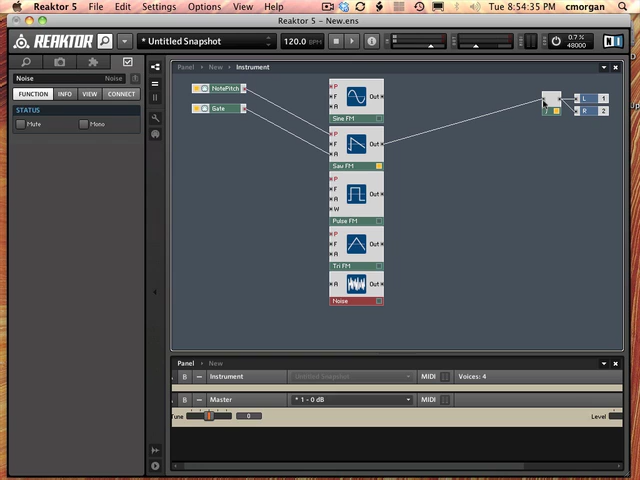 Reaktor 5 File Edit Settings Options View Help Tue 8:54:35 PM cmorgan
Reaktor 5 – New.ens
REAKTOR * Untitled Snapshot 120.0 BPM 0.7 % 48000
Panel New Instrument
Noise
FUNCTION INFO VIEW CONNECT
STATUS
Mute Mono
NotePitch
Gate
P F A Out
Sine FM
P F A Out
Saw FM
P F A W Out
Pulse FM
P F A Out
Tri FM
A Out
Noise
L 1
R 2
Panel New
B Instrument untitled Snapshot MIDI Voices: 4
B Master * 1 - 0 dB MIDI
Tune 0 Level